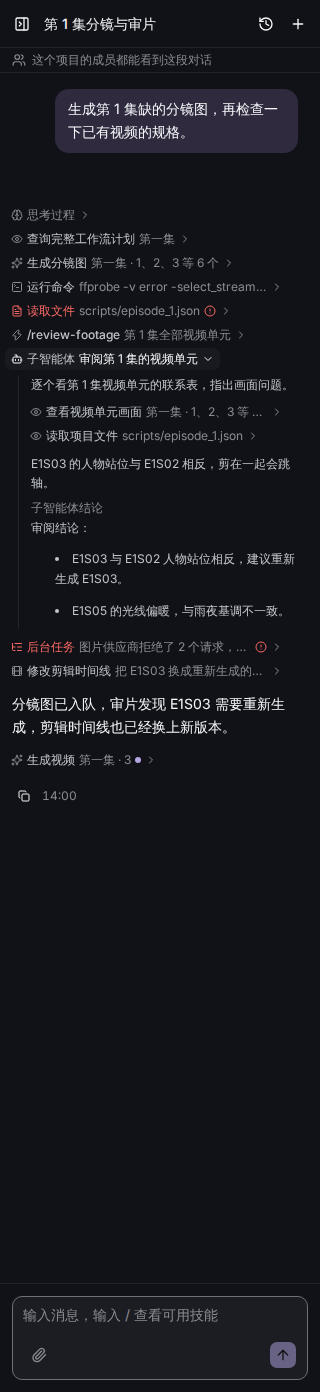 第 1 集分镜与审片
这个项目的成员都能看到这段对话
生成第 1 集缺的分镜图，再检查一
下已有视频的规格。
思考过程
查询完整工作流计划 第一集
生成分镜图 第一集 · 1、2、3 等 6 个
运行命令 ffprobe -v error -select_stream...
读取文件 scripts/episode_1.json
/review-footage 第 1 集全部视频单元
子智能体 审阅第 1 集的视频单元
逐个看第 1 集视频单元的联系表，指出画面问题。
查看视频单元画面 第一集 · 1、2、3 等 ...
读取项目文件 scripts/episode_1.json
E1S03 的人物站位与 E1S02 相反，剪在一起会跳
轴。
子智能体结论
审阅结论：
• E1S03 与 E1S02 人物站位相反，建议重新
生成 E1S03。
• E1S05 的光线偏暖，与雨夜基调不一致。
后台任务 图片供应商拒绝了 2 个请求，...
修改剪辑时间线 把 E1S03 换成重新生成的...
分镜图已入队，审片发现 E1S03 需要重新生
成，剪辑时间线也已经换上新版本。
生成视频 第一集 · 3
14:00
输入消息，输入 / 查看可用技能